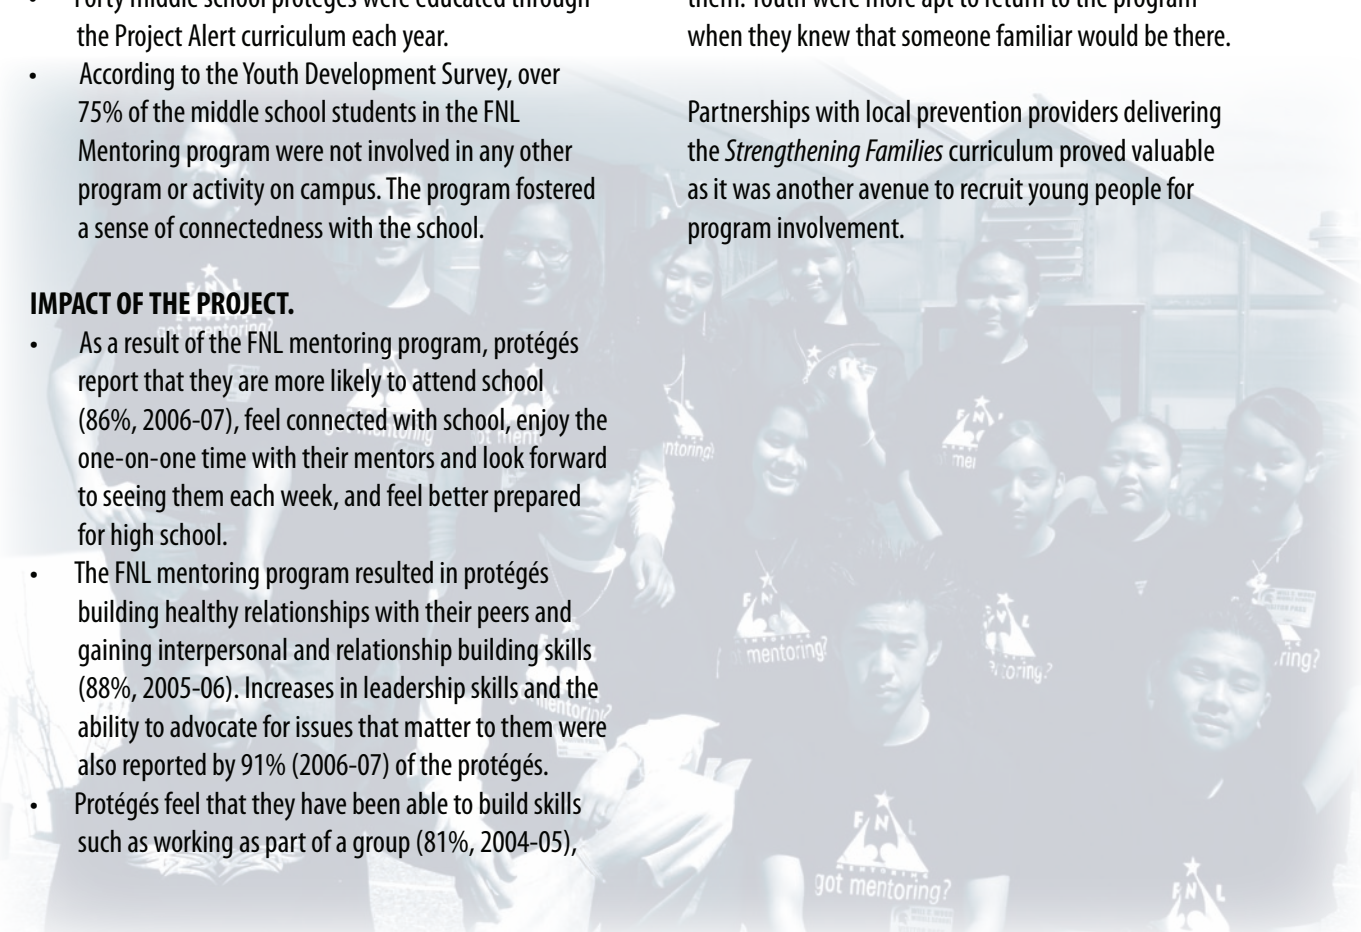 Forty middle school protégés were educated through
the Project Alert curriculum each year.
• According to the Youth Development Survey, over
75% of the middle school students in the FNL
Mentoring program were not involved in any other
program or activity on campus. The program fostered
a sense of connectedness with the school.
IMPACT OF THE PROJECT.
• As a result of the FNL mentoring program, protégés
report that they are more likely to attend school
(86%, 2006-07), feel connected with school, enjoy the
one-on-one time with their mentors and look forward
to seeing them each week, and feel better prepared
for high school.
• The FNL mentoring program resulted in protégés
building healthy relationships with their peers and
gaining interpersonal and relationship building skills
(88%, 2005-06). Increases in leadership skills and the
ability to advocate for issues that matter to them were
also reported by 91% (2006-07) of the protégés.
• Protégés feel that they have been able to build skills
such as working as part of a group (81%, 2004-05),
them. Youth were more apt to return to the program
when they knew that someone familiar would be there.
Partnerships with local prevention providers delivering
the Strengthening Families curriculum proved valuable
as it was another avenue to recruit young people for
program involvement.
got mentoring?
FNL
mentoring?
FNL
MENTORING
got mentoring?
FNL